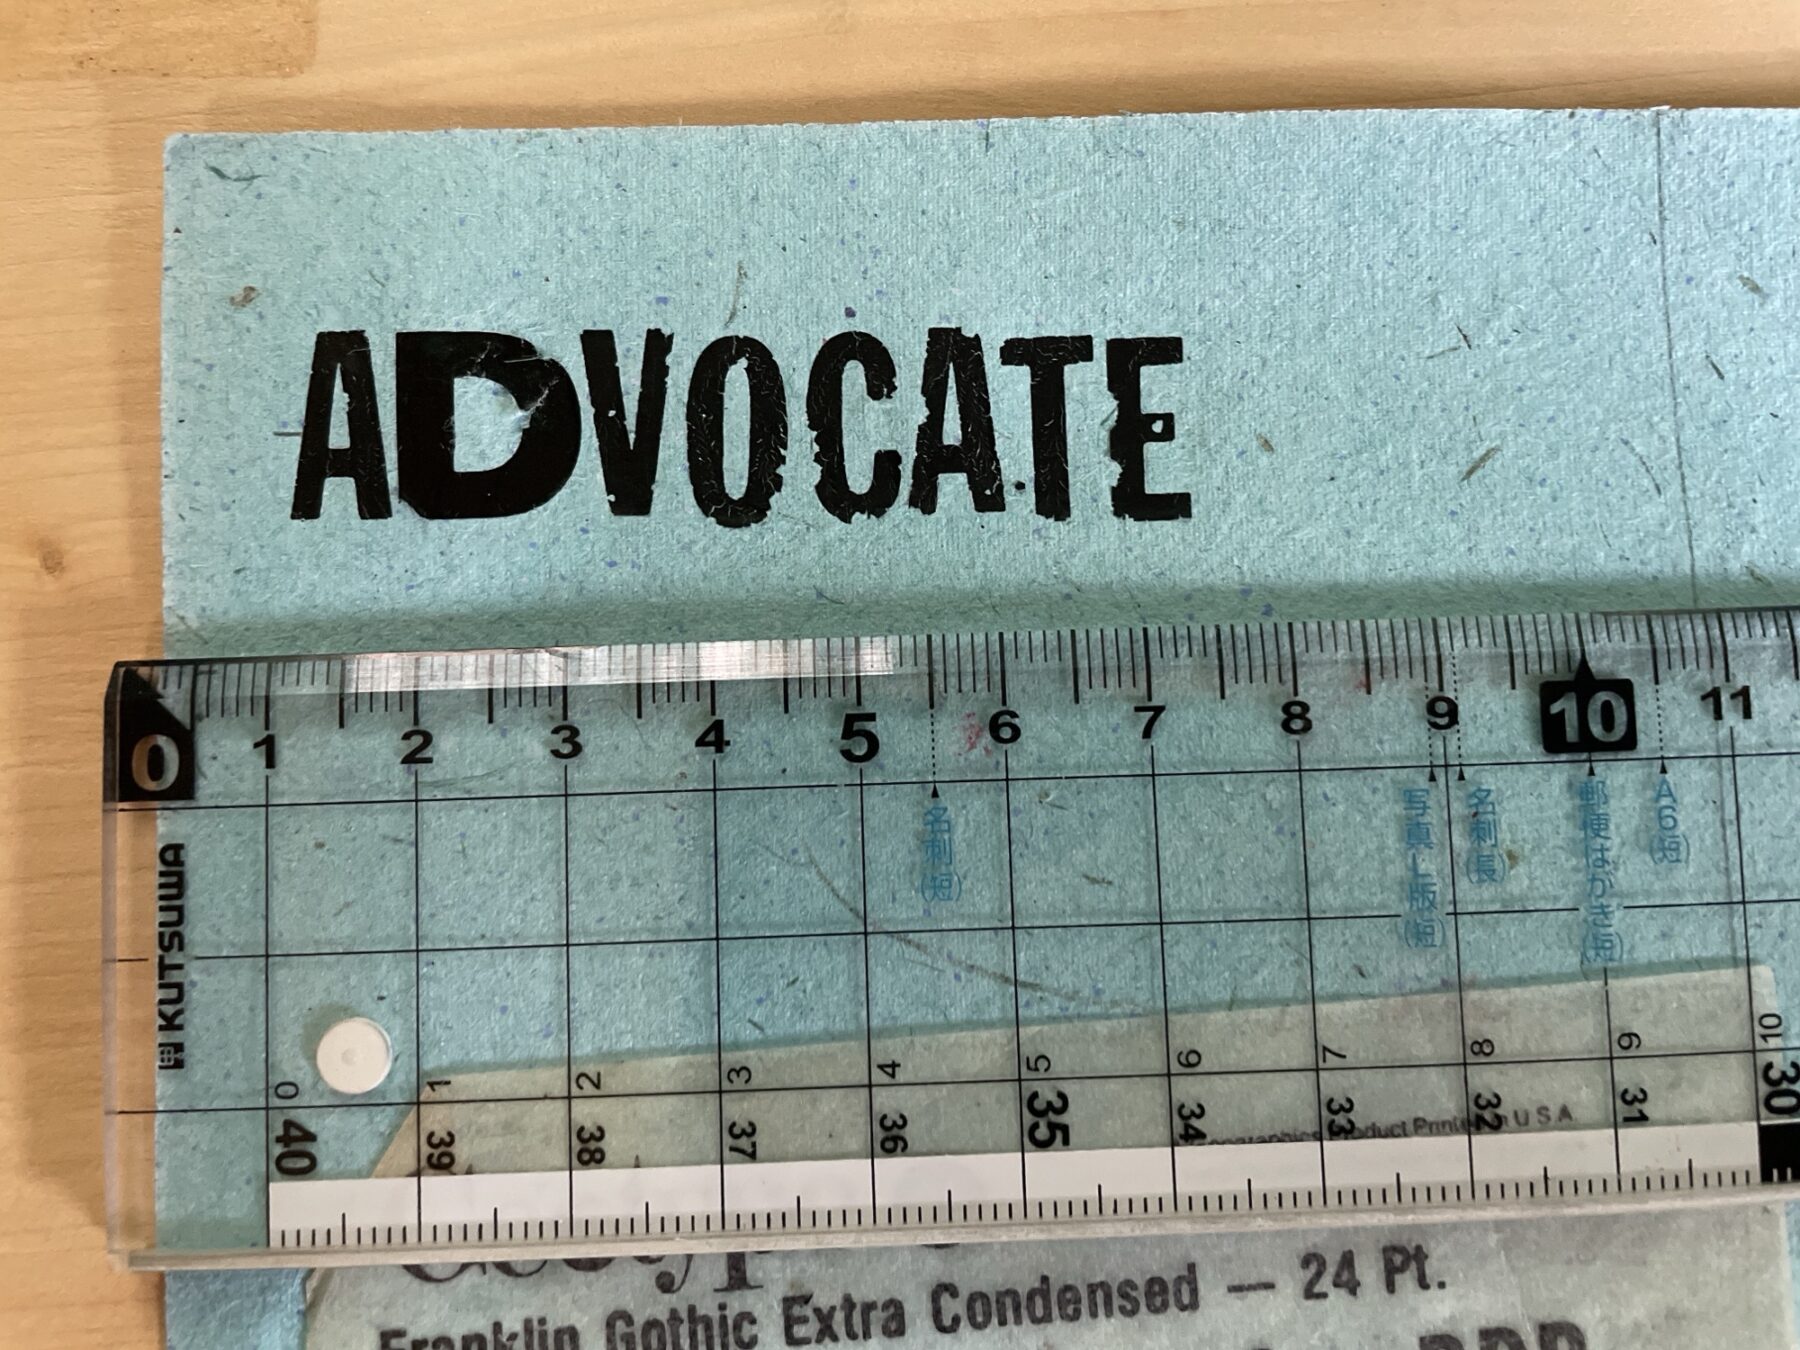 ADVOCATE
0 1 2 3 4 5 6 7 8 9 10 11
名刺(短) 写真L版(短) 名刺(長) 郵便はがき(短) A6(短)
KUTSUWA
0 1 2 3 4 5 6 7 8 9 10
40 39 38 37 36 35 34 33 32 31 30
Product Printed in U S A
Franklin Gothic Extra Condensed — 24 Pt.